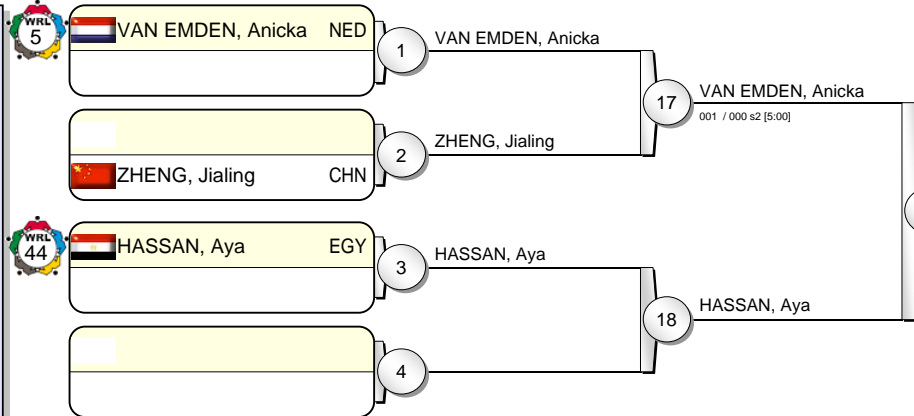 WRL
5
VAN EMDEN, Anicka NED
1
VAN EMDEN, Anicka
17
VAN EMDEN, Anicka
001 / 000 s2 [5:00]
2
ZHENG, Jialing
ZHENG, Jialing CHN
WRL
44
HASSAN, Aya EGY
3
HASSAN, Aya
18
HASSAN, Aya
4